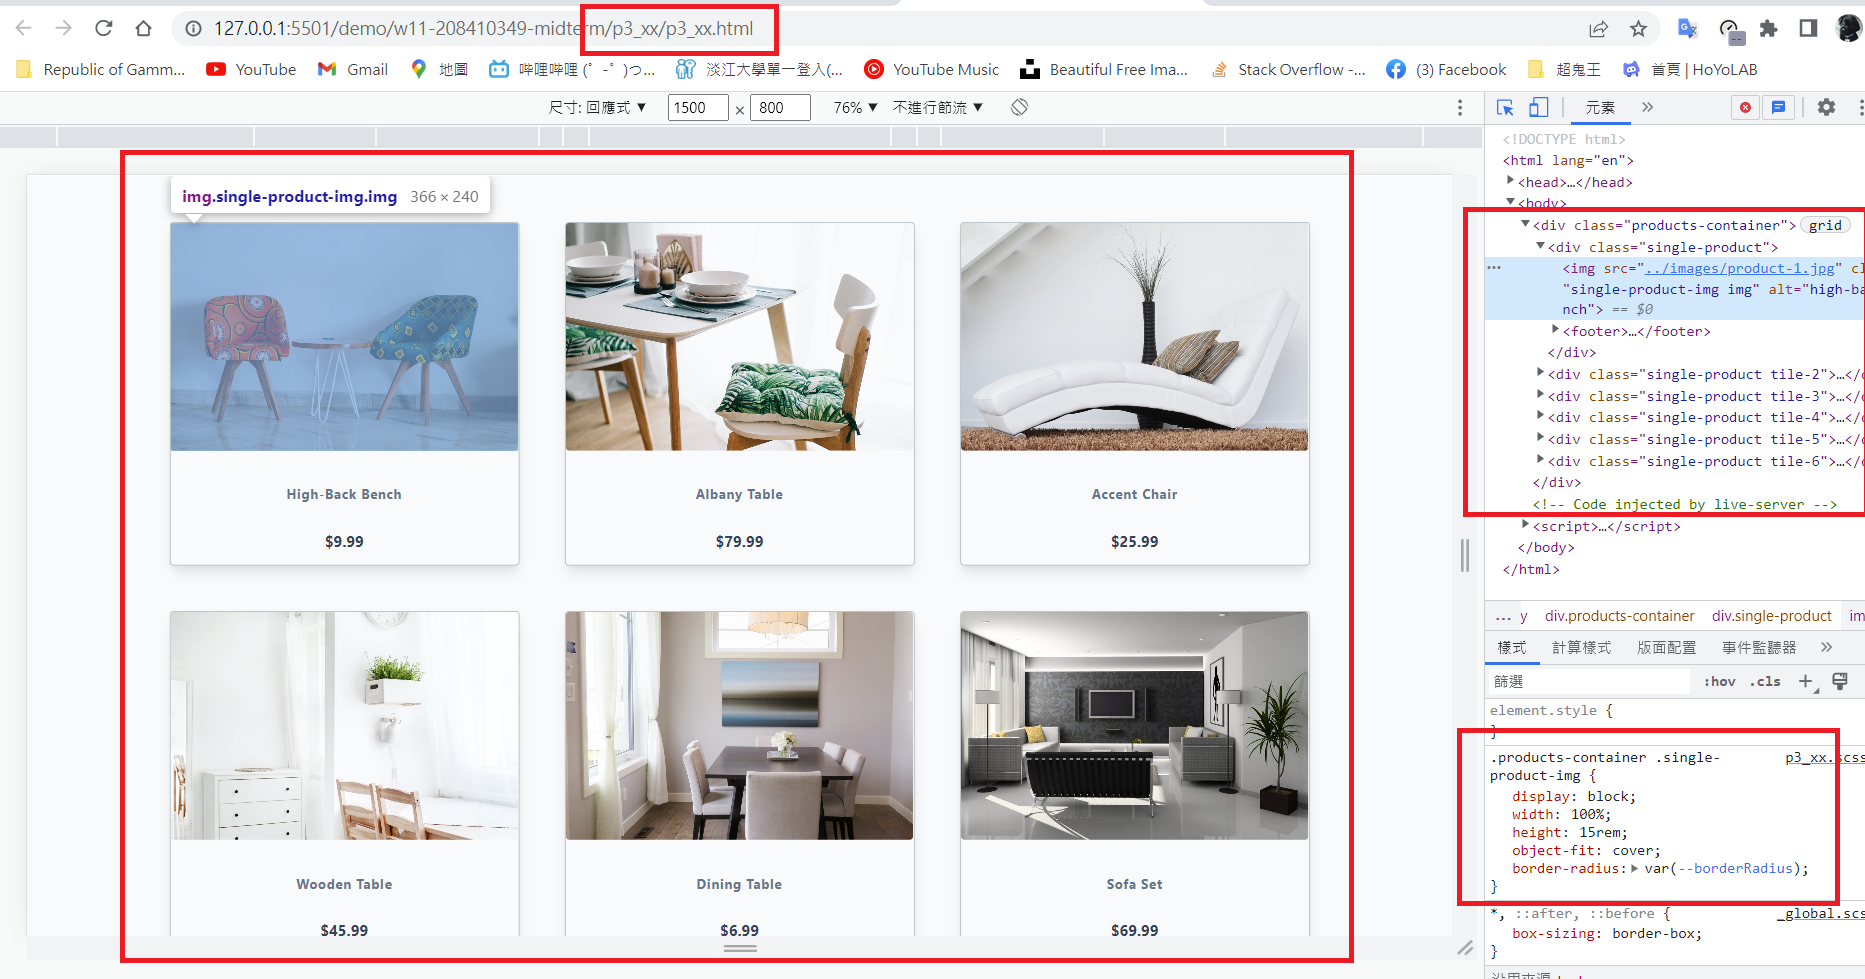 127.0.0.1:5501/demo/w11-208410349-midterm/p3_xx/p3_xx.html
Republic of Gamm... YouTube Gmail 地圖 嗶哩嗶哩 (゜-゜)つ... 淡江大學單一登入(... YouTube Music Beautiful Free Ima... Stack Overflow -... (3) Facebook 超鬼王 首頁 | HoYoLAB
尺寸: 回應式 ▼ 1500 × 800 76% ▼ 不進行節流 ▼
元素 »
img.single-product-img.img 366 × 240
High-Back Bench
$9.99
Albany Table
$79.99
Accent Chair
$25.99
Wooden Table
$45.99
Dining Table
$6.99
Sofa Set
$69.99
<!DOCTYPE html>
<html lang="en">
<head>…</head>
<body>
<div class="products-container"> grid
<div class="single-product">
<img src="../images/product-1.jpg" cl
"single-product-img img" alt="high-ba
nch"> == $0
<footer>…</footer>
</div>
<div class="single-product tile-2">…</
<div class="single-product tile-3">…</
<div class="single-product tile-4">…</
<div class="single-product tile-5">…</
<div class="single-product tile-6">…</
</div>
<!-- Code injected by live-server -->
<script>…</script>
</body>
</html>
... y div.products-container div.single-product im
樣式 計算樣式 版面配置 事件監聽器 »
篩選 :hov .cls +
element.style {
}
.products-container .single- p3_xx.scss
product-img {
display: block;
width: 100%;
height: 15rem;
object-fit: cover;
border-radius: var(--borderRadius);
}
*, ::after, ::before { _global.scs
box-sizing: border-box;
}